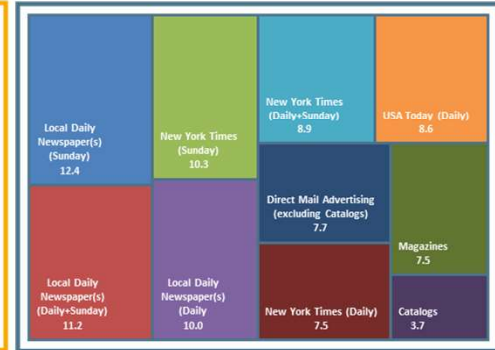 Local Daily
Newspaper(s)
(Sunday)
12.4
New York Times
(Sunday)
10.3
New York Times
(Daily+Sunday)
8.9
USA Today (Daily)
8.6
Direct Mail Advertising
(excluding Catalogs)
7.7
Magazines
7.5
Local Daily
Newspaper(s)
(Daily+Sunday)
11.2
Local Daily
Newspaper(s)
(Daily
10.0
New York Times (Daily)
7.5
Catalogs
3.7